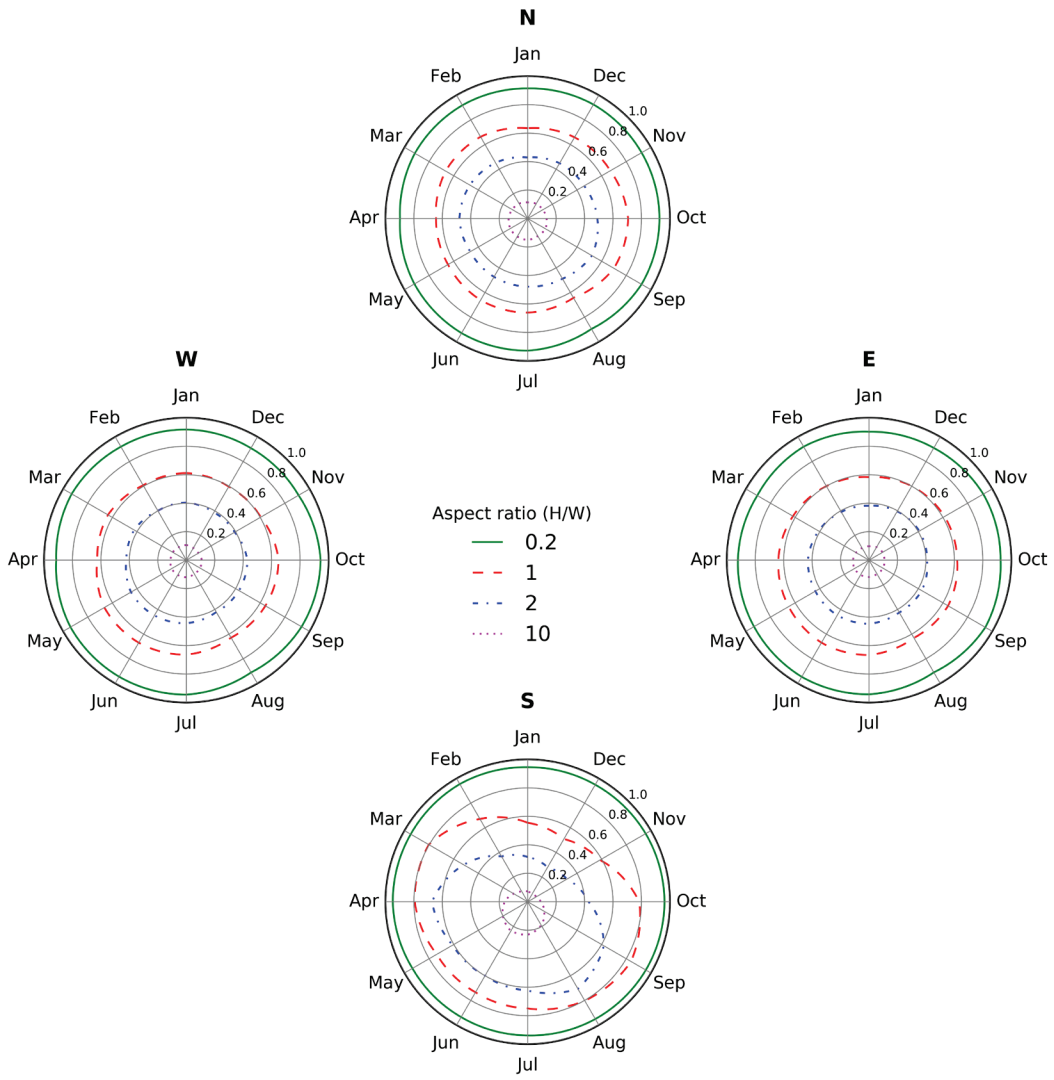 N
Jan
Feb
Dec
1.0
Mar
0.8
Nov
0.6
0.4
0.2
Apr
Oct
May
Sep
Jun
Aug
Jul
W
Jan
Feb
Dec
1.0
Mar
0.8
Nov
0.6
0.4
0.2
Apr
Oct
May
Sep
Jun
Aug
Jul
Aspect ratio (H/W)
0.2
1
2
10
E
Jan
Feb
Dec
1.0
Mar
0.8
Nov
0.6
0.4
0.2
Apr
Oct
May
Sep
Jun
Aug
Jul
S
Jan
Feb
Dec
1.0
Mar
0.8
Nov
0.6
0.4
0.2
Apr
Oct
May
Sep
Jun
Aug
Jul